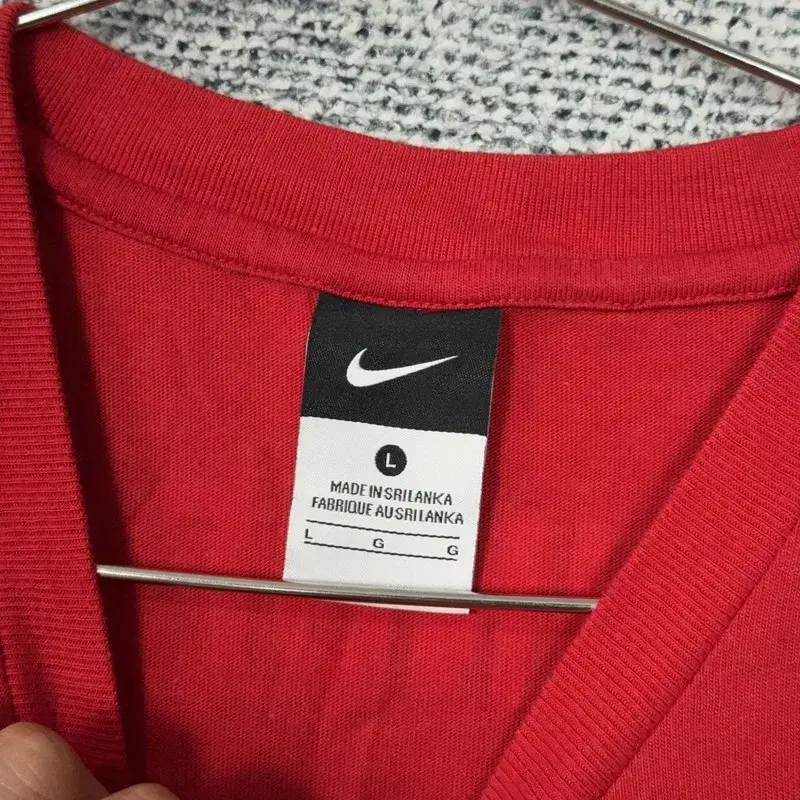 L
MADE IN SRI LANKA
FABRIQUE AU SRI LANKA
L G G